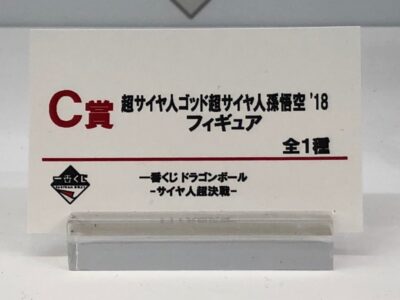 C賞 超サイヤ人ゴッド超サイヤ人孫悟空 '18
フィギュア
全1種
一番くじ
一番くじ ドラゴンボール
-サイヤ人超決戦-